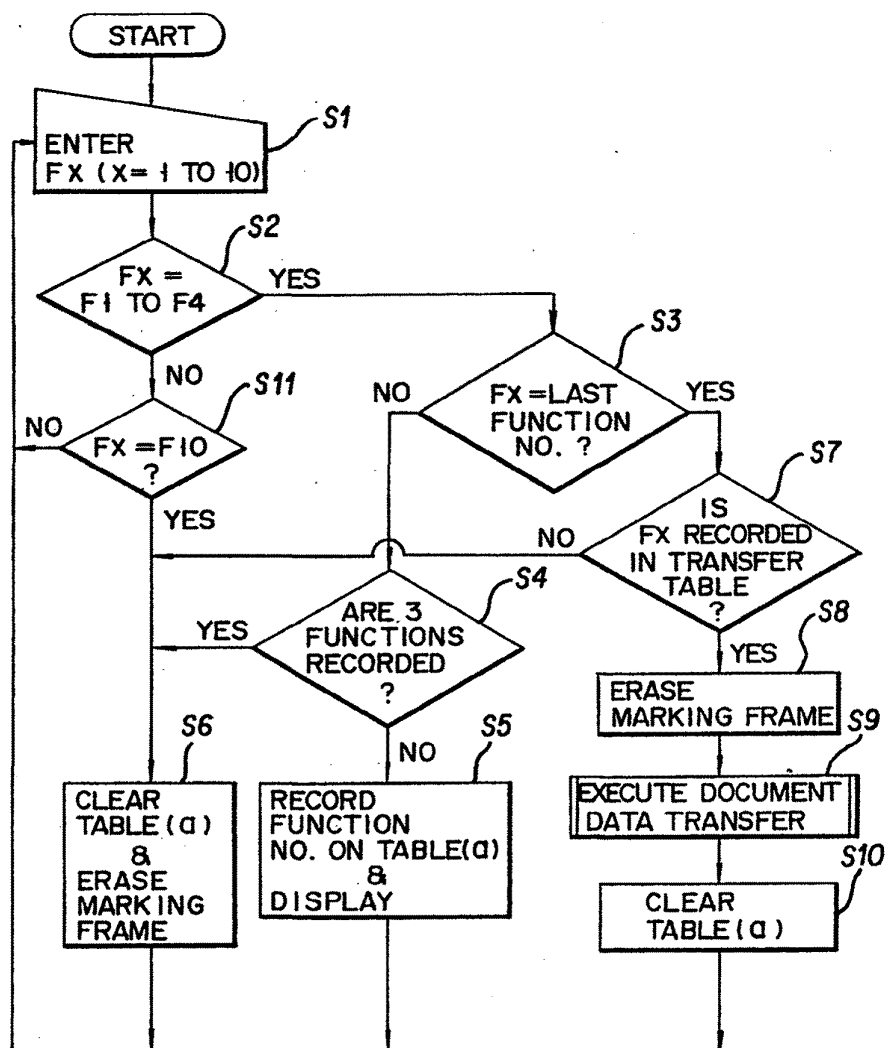 START
S1
ENTER
FX (X= 1 TO 10)
S2
FX =
F1 TO F4
YES
NO
S3
FX=LAST
FUNCTION
NO. ?
NO
YES
S11
FX=F10
?
NO
YES
S7
IS
FX RECORDED
IN TRANSFER
TABLE
?
NO
YES
S4
ARE 3
FUNCTIONS
RECORDED
?
YES
NO
S8
ERASE
MARKING FRAME
S6
CLEAR
TABLE(a)
&
ERASE
MARKING
FRAME
S5
RECORD
FUNCTION
NO. ON TABLE(a)
&
DISPLAY
S9
EXECUTE DOCUMENT
DATA TRANSFER
S10
CLEAR
TABLE(a)